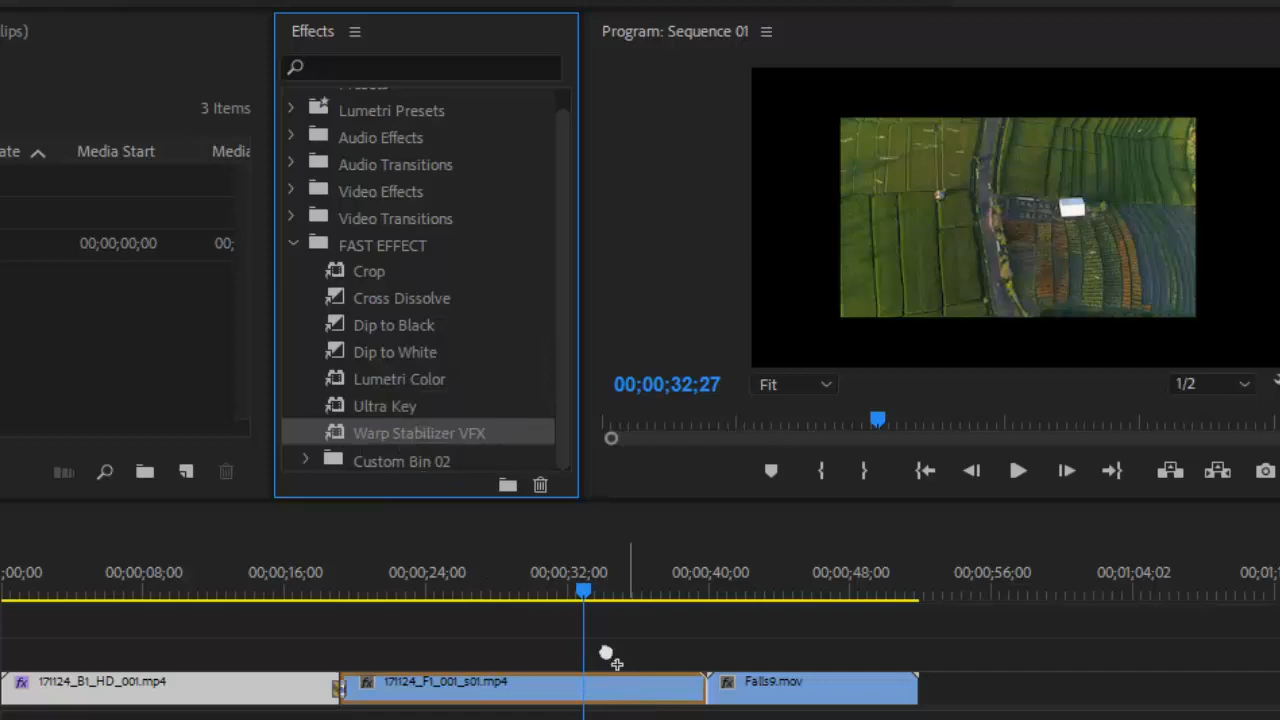 lips)
Effects
Program: Sequence 01
3 Items
Lumetri Presets
Audio Effects
ate
Media Start
Media
Audio Transitions
Video Effects
Video Transitions
00;00;00;00
00;
FAST EFFECT
Crop
Cross Dissolve
Dip to Black
Dip to White
Lumetri Color
Ultra Key
Warp Stabilizer VFX
Custom Bin 02
00;00;32;27
Fit
1/2
;00;00
00;00;08;00
00;00;16;00
00;00;24;00
00;00;32;00
00;00;40;00
00;00;48;00
00;00;56;00
00;01;04;02
00;01;1
fx 171124_B1_HD_001.mp4
fx 171124_F1_001_s01.mp4
fx Falls9.mov